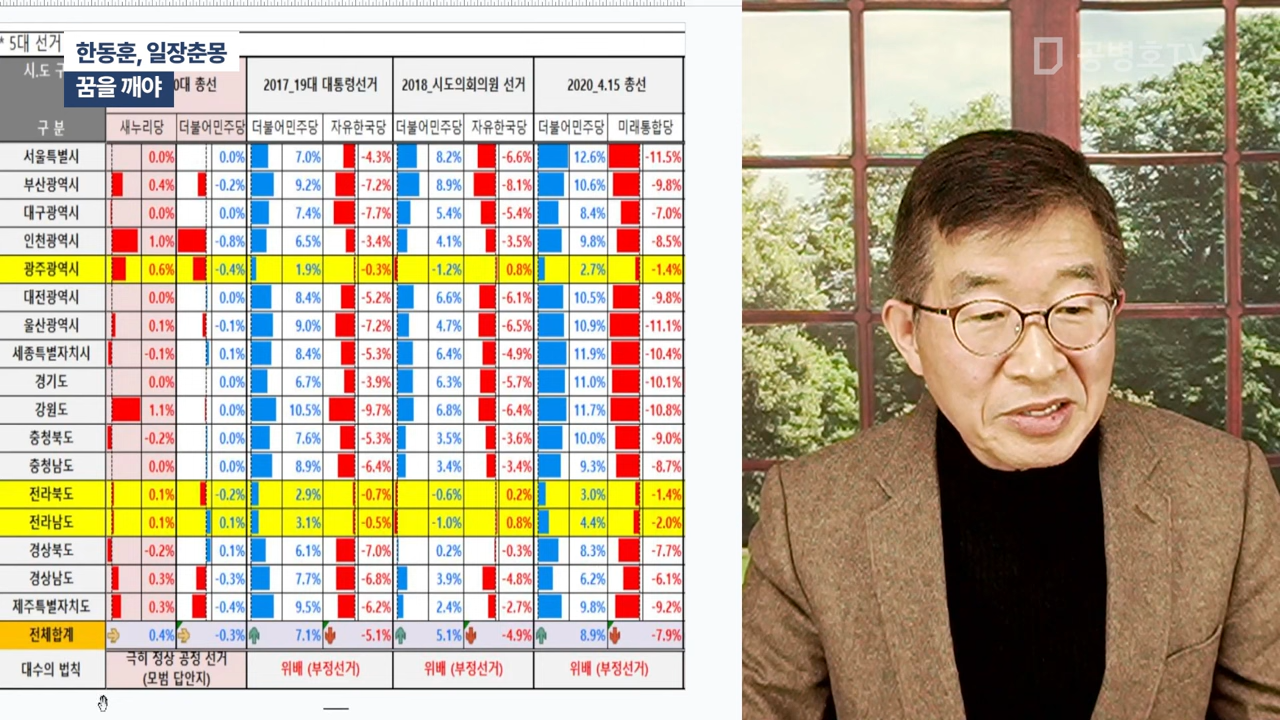 * 5대 선거
한동훈, 일장춘몽
꿈을 깨야
공병호TV
시.도 구
0대 총선 2017_19대 대통령선거 2018_시도의회의원 선거 2020_4.15 총선
구 분 새누리당 더불어민주당 더불어민주당 자유한국당 더불어민주당 자유한국당 더불어민주당 미래통합당
서울특별시 0.0% 0.0% 7.0% -4.3% 8.2% -6.6% 12.6% -11.5%
부산광역시 0.4% -0.2% 9.2% -7.2% 8.9% -8.1% 10.6% -9.8%
대구광역시 0.0% 0.0% 7.4% -7.7% 5.4% -5.4% 8.4% -7.0%
인천광역시 1.0% -0.8% 6.5% -3.4% 4.1% -3.5% 9.8% -8.5%
광주광역시 0.6% -0.4% 1.9% -0.3% -1.2% 0.8% 2.7% -1.4%
대전광역시 0.0% 0.0% 8.4% -5.2% 6.6% -6.1% 10.5% -9.8%
울산광역시 0.1% -0.1% 9.0% -7.2% 4.7% -6.5% 10.9% -11.1%
세종특별자치시 -0.1% 0.1% 8.4% -5.3% 6.4% -4.9% 11.9% -10.4%
경기도 0.0% 0.0% 6.7% -3.9% 6.3% -5.7% 11.0% -10.1%
강원도 1.1% 0.0% 10.5% -9.7% 6.8% -6.4% 11.7% -10.8%
충청북도 -0.2% 0.0% 7.6% -5.3% 3.5% -3.6% 10.0% -9.0%
충청남도 0.0% 0.0% 8.9% -6.4% 3.4% -3.4% 9.3% -8.7%
전라북도 0.1% -0.2% 2.9% -0.7% -0.6% 0.2% 3.0% -1.4%
전라남도 0.1% 0.1% 3.1% -0.5% -1.0% 0.8% 4.4% -2.0%
경상북도 -0.2% 0.1% 6.1% -7.0% 0.2% -0.3% 8.3% -7.7%
경상남도 0.3% -0.3% 7.7% -6.8% 3.9% -4.8% 6.2% -6.1%
제주특별자치도 0.3% -0.4% 9.5% -6.2% 2.4% -2.7% 9.8% -9.2%
전체합계 0.4% -0.3% 7.1% -5.1% 5.1% -4.9% 8.9% -7.9%
대수의 법칙 극히 정상 공정 선거 위배 (부정선거) 위배 (부정선거) 위배 (부정선거)
(모범 답안지)